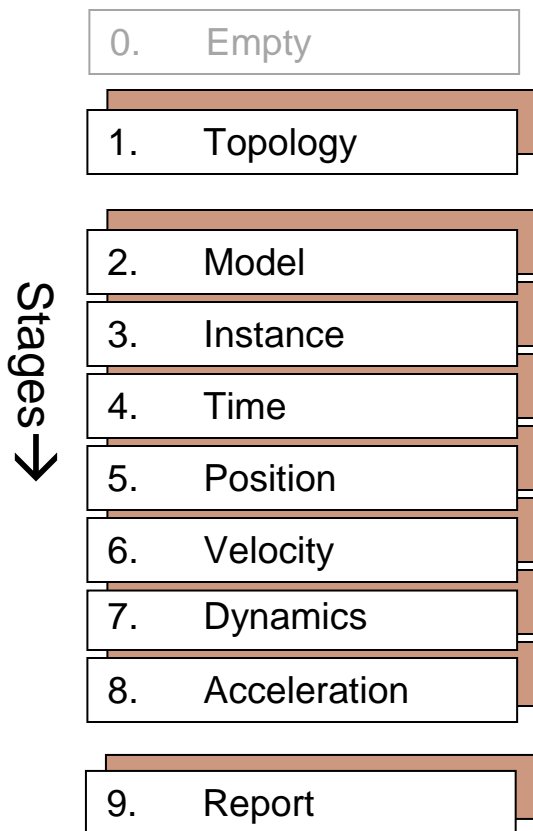 0. Empty
1. Topology
2. Model
3. Instance
4. Time
5. Position
6. Velocity
7. Dynamics
8. Acceleration
9. Report
Stages→